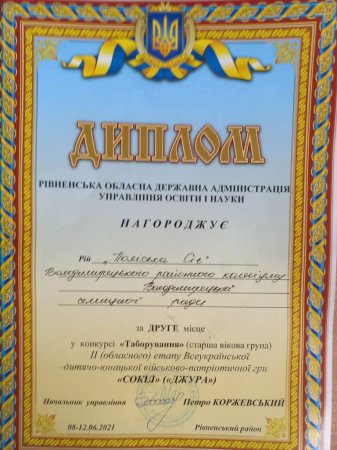 ДИПЛОМ
РІВНЕНСЬКА ОБЛАСНА ДЕРЖАВНА АДМІНІСТРАЦІЯ
УПРАВЛІННЯ ОСВІТИ І НАУКИ
НАГОРОДЖУЄ
Рій „Поліська Січ"
Володимирецького районного колегіуму
Володимирецької
селищної ради
за ДРУГЕ місце
у конкурсі «Таборування» (старша вікова група)
ІІ (обласного) етапу Всеукраїнської
дитячо-юнацької військово-патріотичної гри
«СОКІЛ» («ДЖУРА»)
Начальник управління Петро КОРЖЕВСЬКИЙ
08-12.06.2021 Рівненський район